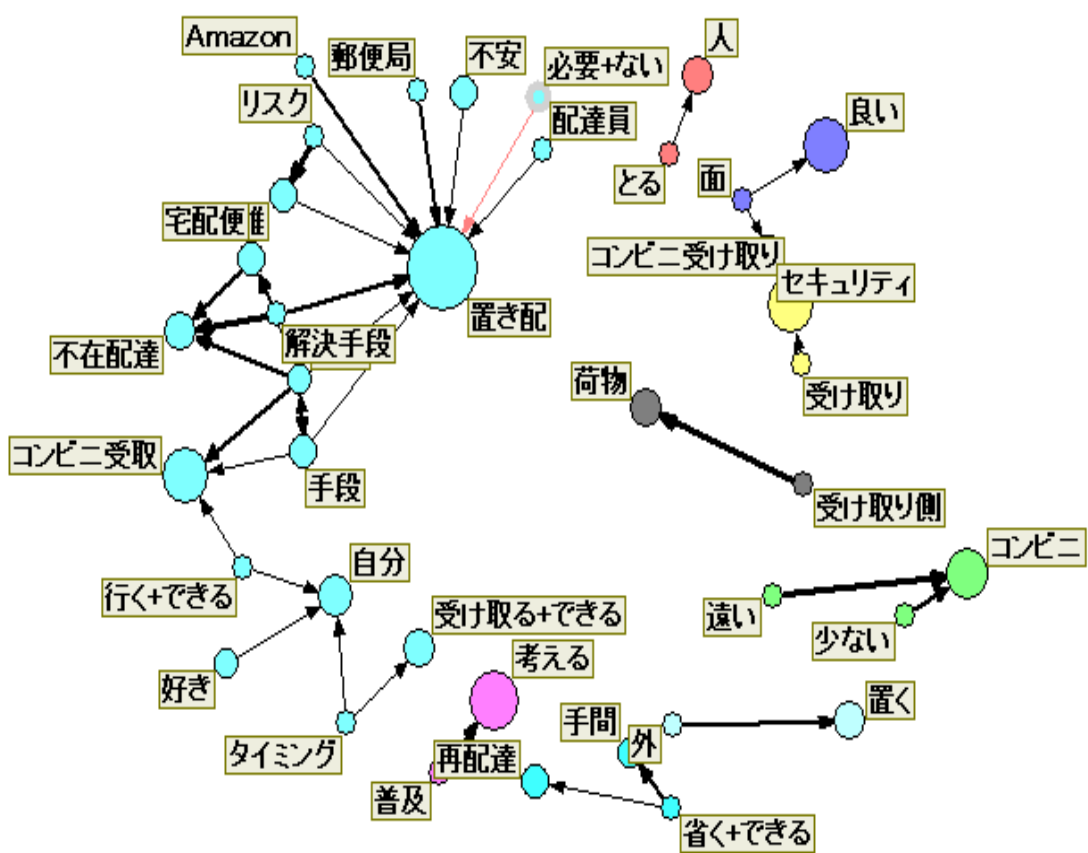 Amazon
郵便局
不安
必要+ない
人
リスク
配達員
良い
とる
面
宅配便
コンビニ受け取り
セキュリティ
置き配
不在配達
解決手段
荷物
受け取り
コンビニ受取
手段
受け取り側
コンビニ
自分
行く+できる
受け取る+できる
遠い
少ない
考える
好き
置く
手間
外
タイミング
再配達
普及
省く+できる